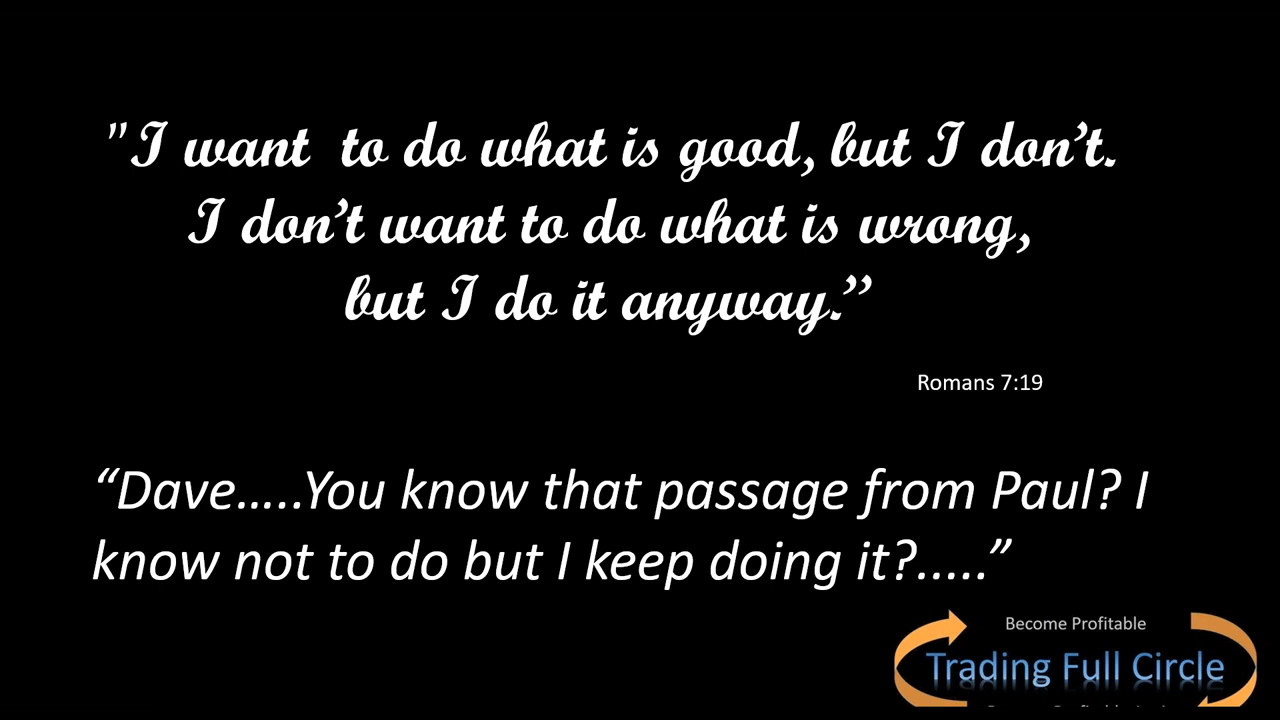 "I want  to do what is good, but I don’t.
I don’t want to do what is wrong,
but I do it anyway.”
Romans 7:19
“Dave…..You know that passage from Paul? I
know not to do but I keep doing it?.....”
Become Profitable
Trading Full Circle